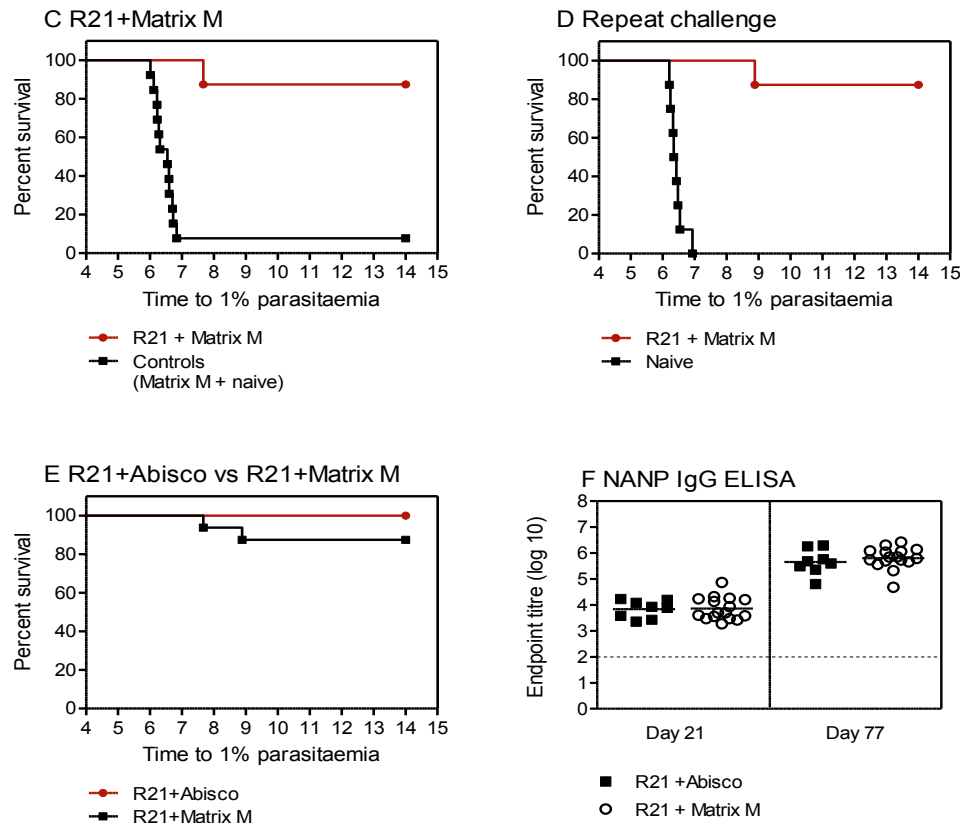 C R21+Matrix M
100
80
60
40
20
0
Percent survival
4 5 6 7 8 9 10 11 12 13 14 15
Time to 1% parasitaemia
R21 + Matrix M
Controls
(Matrix M + naive)
D Repeat challenge
100
80
60
40
20
0
Percent survival
4 5 6 7 8 9 10 11 12 13 14 15
Time to 1% parasitaemia
R21 + Matrix M
Naive
E R21+Abisco vs R21+Matrix M
100
80
60
40
20
0
Percent survival
4 5 6 7 8 9 10 11 12 13 14 15
Time to 1% parasitaemia
R21+Abisco
R21+Matrix M
F NANP IgG ELISA
8
7
6
5
4
3
2
1
0
Endpoint titre (log 10)
Day 21 Day 77
R21 +Abisco
R21 + Matrix M